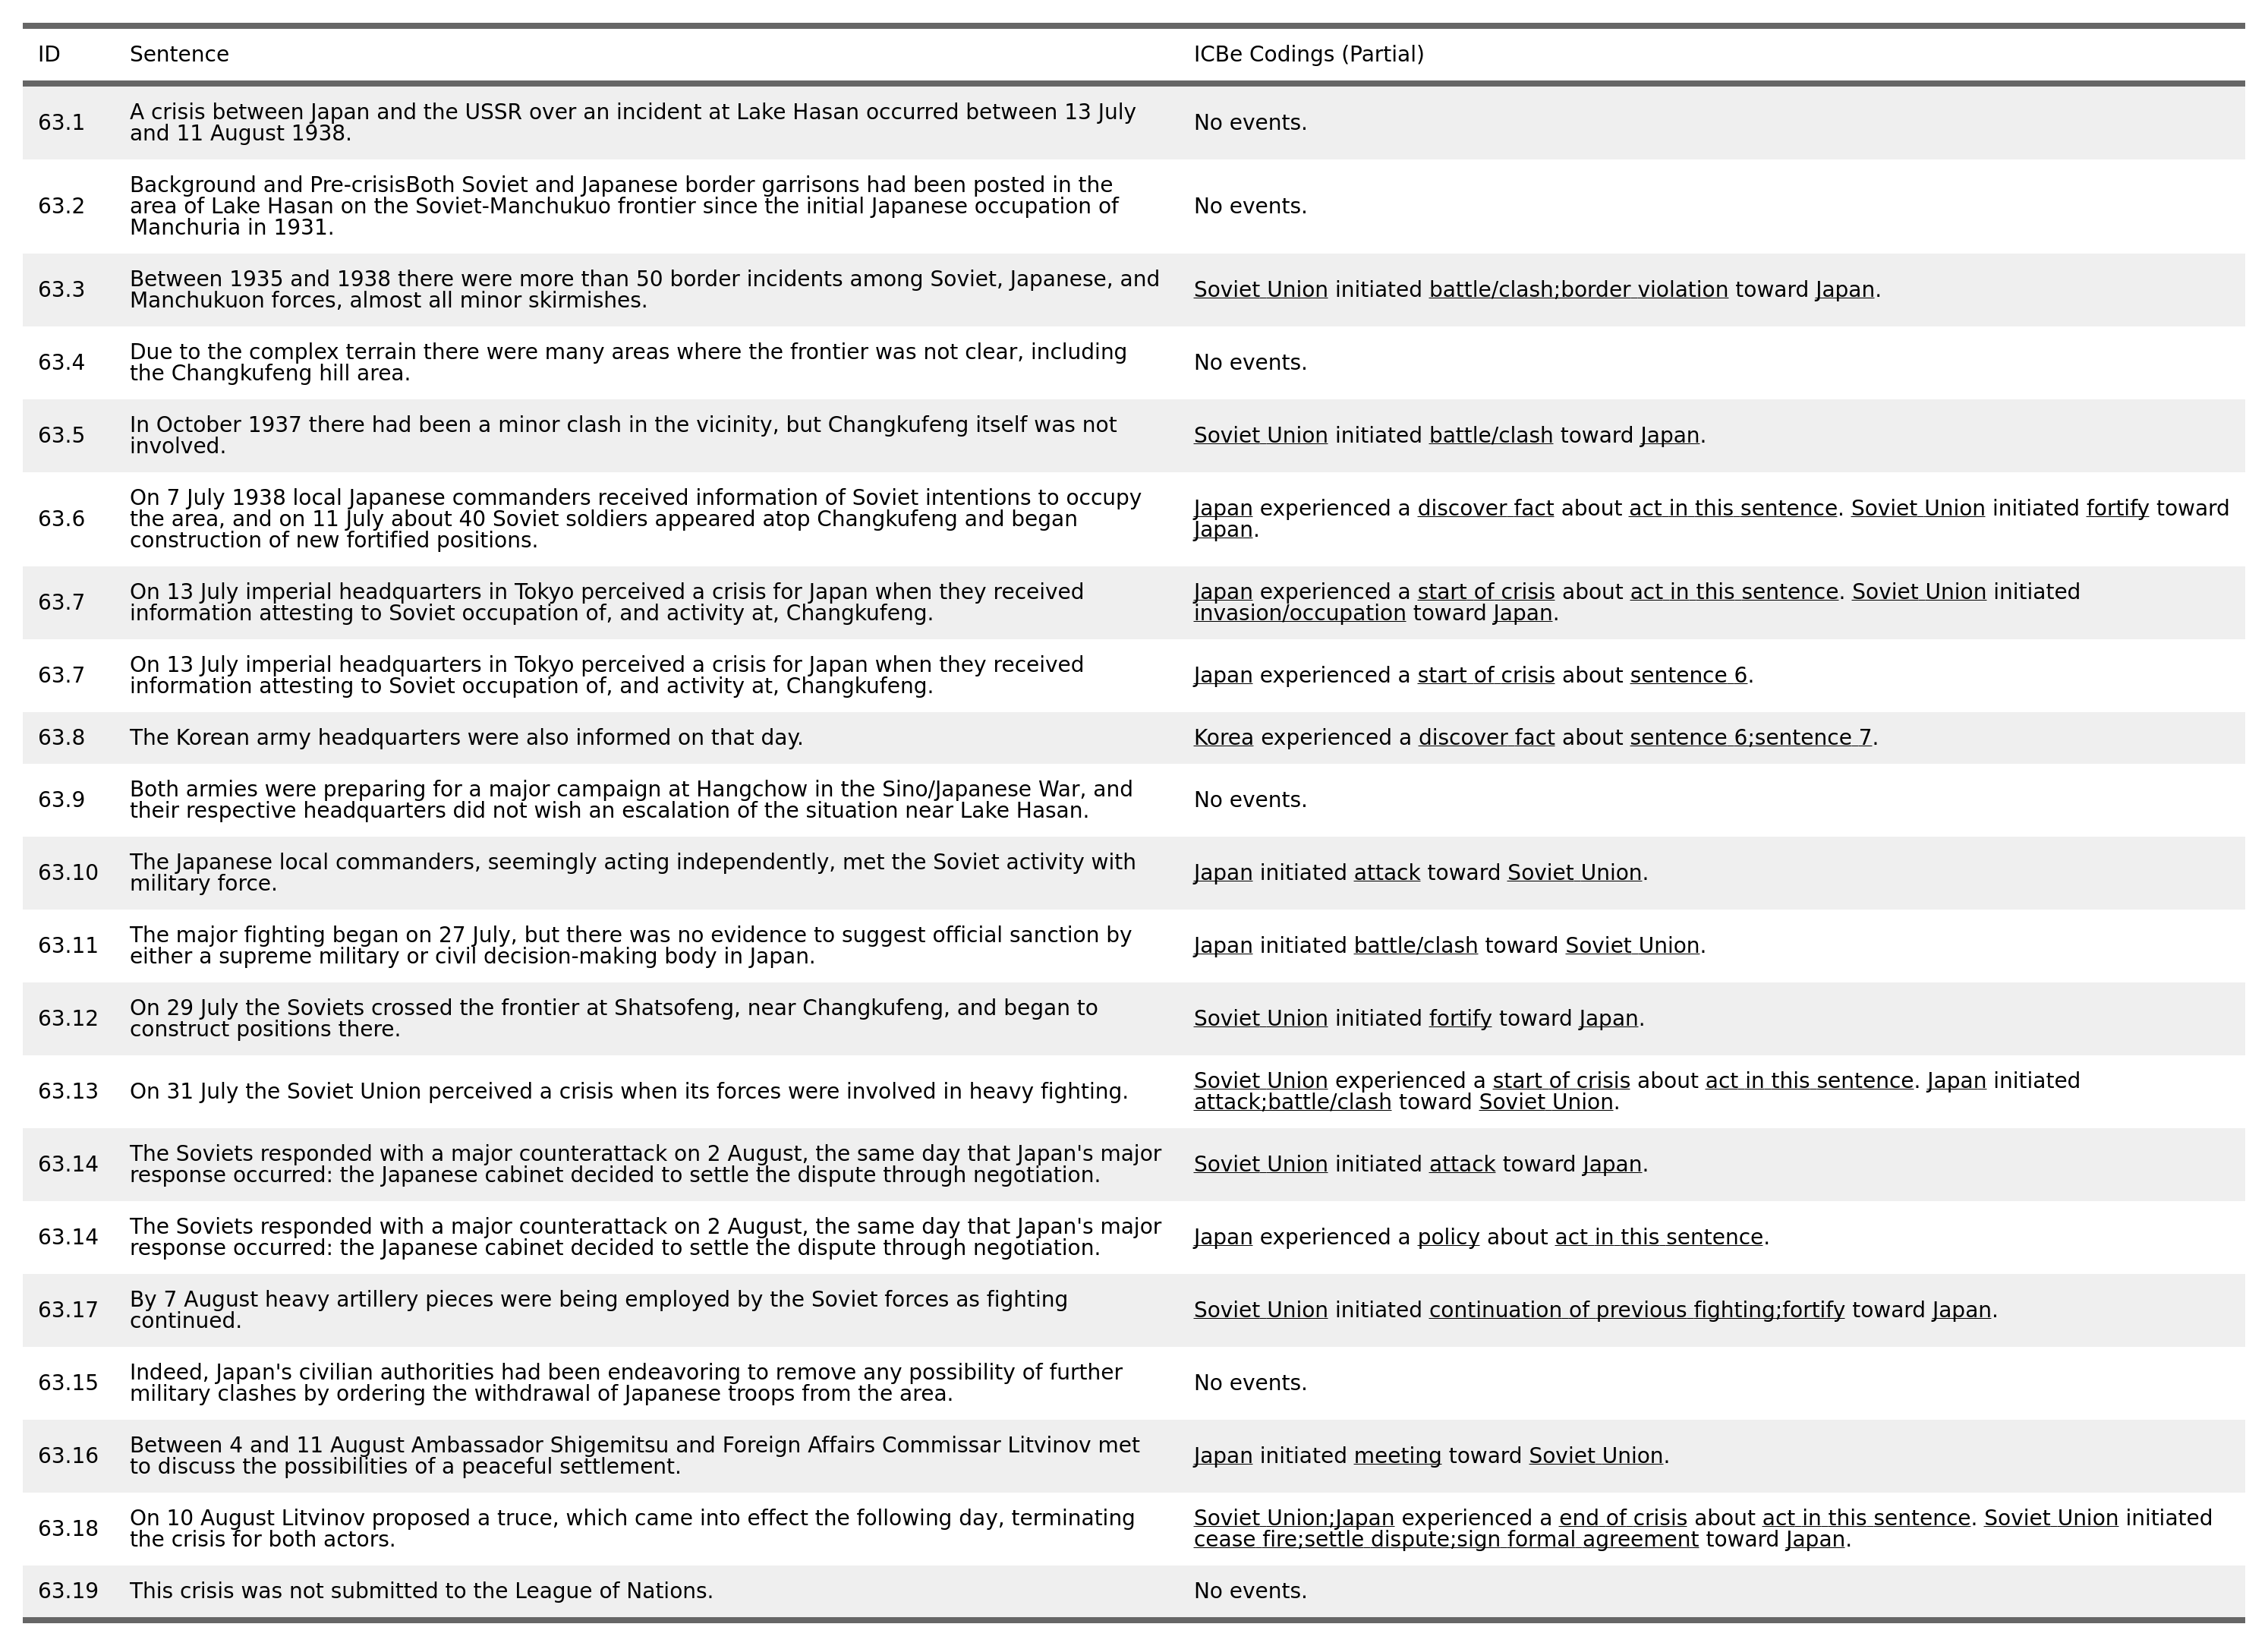 ID Sentence ICBe Codings (Partial)
63.1 A crisis between Japan and the USSR over an incident at Lake Hasan occurred between 13 July
and 11 August 1938. No events.
63.2 Background and Pre-crisisBoth Soviet and Japanese border garrisons had been posted in the
area of Lake Hasan on the Soviet-Manchukuo frontier since the initial Japanese occupation of
Manchuria in 1931. No events.
63.3 Between 1935 and 1938 there were more than 50 border incidents among Soviet, Japanese, and
Manchukuon forces, almost all minor skirmishes. Soviet Union initiated battle/clash;border violation toward Japan.
63.4 Due to the complex terrain there were many areas where the frontier was not clear, including
the Changkufeng hill area. No events.
63.5 In October 1937 there had been a minor clash in the vicinity, but Changkufeng itself was not
involved. Soviet Union initiated battle/clash toward Japan.
63.6 On 7 July 1938 local Japanese commanders received information of Soviet intentions to occupy
the area, and on 11 July about 40 Soviet soldiers appeared atop Changkufeng and began
construction of new fortified positions.
Japan experienced a discover fact about act in this sentence. Soviet Union initiated fortify toward
Japan.
63.7 On 13 July imperial headquarters in Tokyo perceived a crisis for Japan when they received
information attesting to Soviet occupation of, and activity at, Changkufeng.
Japan experienced a start of crisis about act in this sentence. Soviet Union initiated
invasion/occupation toward Japan.
63.7 On 13 July imperial headquarters in Tokyo perceived a crisis for Japan when they received
information attesting to Soviet occupation of, and activity at, Changkufeng. Japan experienced a start of crisis about sentence 6.
63.8 The Korean army headquarters were also informed on that day. Korea experienced a discover fact about sentence 6;sentence 7.
63.9 Both armies were preparing for a major campaign at Hangchow in the Sino/Japanese War, and
their respective headquarters did not wish an escalation of the situation near Lake Hasan. No events.
63.10 The Japanese local commanders, seemingly acting independently, met the Soviet activity with
military force. Japan initiated attack toward Soviet Union.
63.11 The major fighting began on 27 July, but there was no evidence to suggest official sanction by
either a supreme military or civil decision-making body in Japan. Japan initiated battle/clash toward Soviet Union.
63.12 On 29 July the Soviets crossed the frontier at Shatsofeng, near Changkufeng, and began to
construct positions there. Soviet Union initiated fortify toward Japan.
63.13 On 31 July the Soviet Union perceived a crisis when its forces were involved in heavy fighting.
Soviet Union experienced a start of crisis about act in this sentence. Japan initiated
attack;battle/clash toward Soviet Union.
63.14 The Soviets responded with a major counterattack on 2 August, the same day that Japan's major
response occurred: the Japanese cabinet decided to settle the dispute through negotiation. Soviet Union initiated attack toward Japan.
63.14 The Soviets responded with a major counterattack on 2 August, the same day that Japan's major
response occurred: the Japanese cabinet decided to settle the dispute through negotiation. Japan experienced a policy about act in this sentence.
63.17 By 7 August heavy artillery pieces were being employed by the Soviet forces as fighting
continued. Soviet Union initiated continuation of previous fighting;fortify toward Japan.
63.15 Indeed, Japan's civilian authorities had been endeavoring to remove any possibility of further
military clashes by ordering the withdrawal of Japanese troops from the area. No events.
63.16 Between 4 and 11 August Ambassador Shigemitsu and Foreign Affairs Commissar Litvinov met
to discuss the possibilities of a peaceful settlement. Japan initiated meeting toward Soviet Union.
63.18 On 10 August Litvinov proposed a truce, which came into effect the following day, terminating
the crisis for both actors.
Soviet Union;Japan experienced a end of crisis about act in this sentence. Soviet Union initiated
cease fire;settle dispute;sign formal agreement toward Japan.
63.19 This crisis was not submitted to the League of Nations. No events.